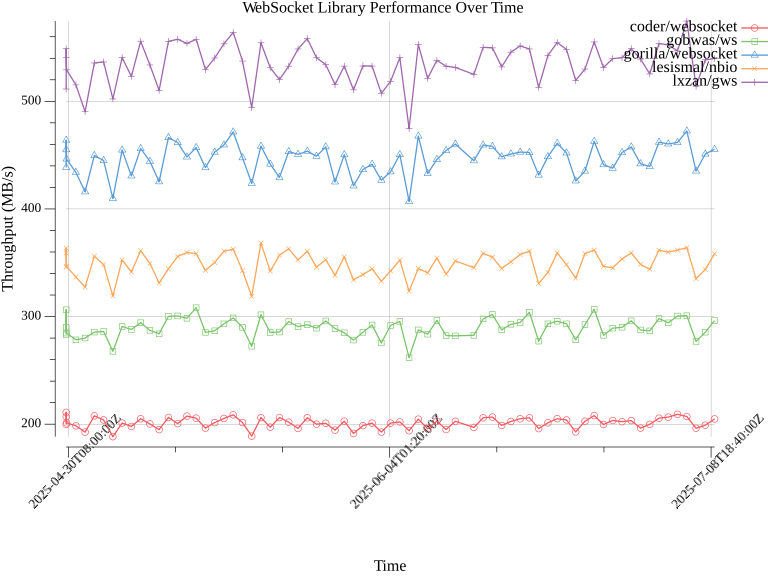 WebSocket Library Performance Over Time
coder/websocket
gobwas/ws
gorilla/websocket
lesismal/nbio
lxzan/gws
Throughput (MB/s)
500
400
300
200
2025-04-30T08:00:00Z
2025-06-04T01:20:00Z
2025-07-08T18:40:00Z
Time